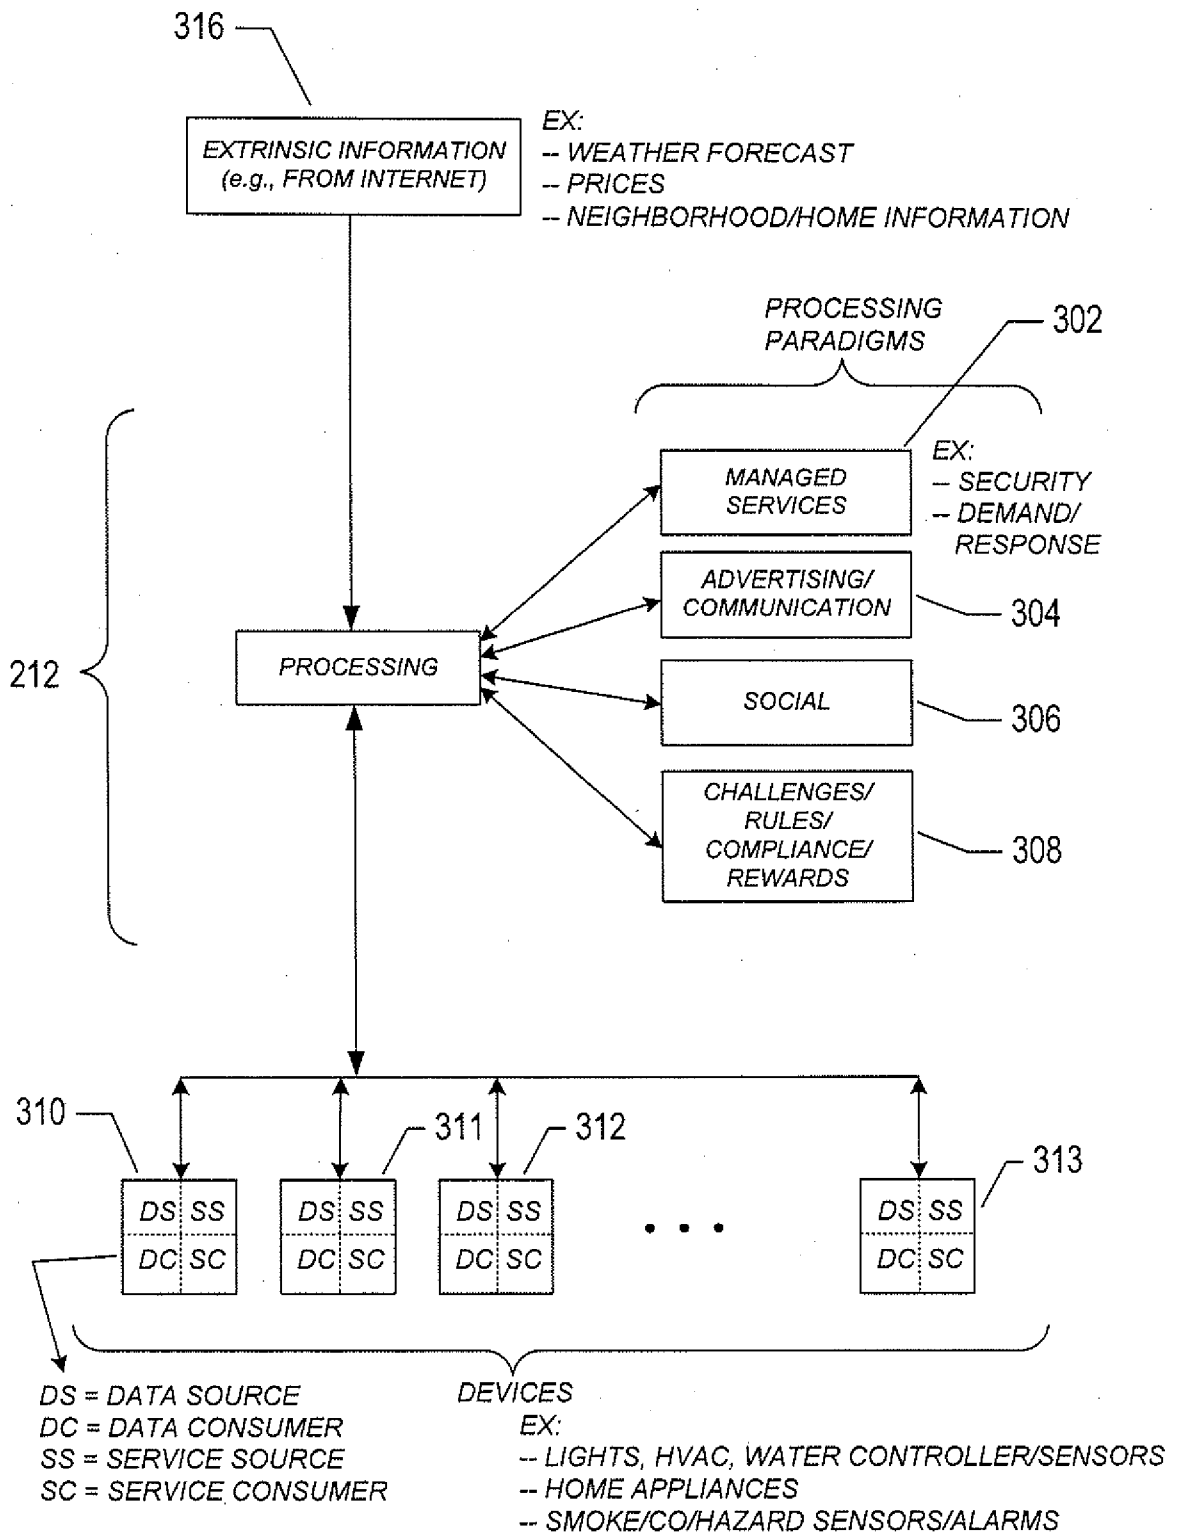 316
EXTRINSIC INFORMATION
(e.g., FROM INTERNET)
EX:
-- WEATHER FORECAST
-- PRICES
-- NEIGHBORHOOD/HOME INFORMATION
PROCESSING
PARADIGMS
302
MANAGED
SERVICES
EX:
-- SECURITY
-- DEMAND/
RESPONSE
ADVERTISING/
COMMUNICATION
304
212
PROCESSING
SOCIAL
306
CHALLENGES/
RULES/
COMPLIANCE/
REWARDS
308
310
311
312
313
DS SS
DC SC
DS SS
DC SC
DS SS
DC SC
• • •
DS SS
DC SC
DS = DATA SOURCE
DC = DATA CONSUMER
SS = SERVICE SOURCE
SC = SERVICE CONSUMER
DEVICES
EX:
-- LIGHTS, HVAC, WATER CONTROLLER/SENSORS
-- HOME APPLIANCES
-- SMOKE/CO/HAZARD SENSORS/ALARMS